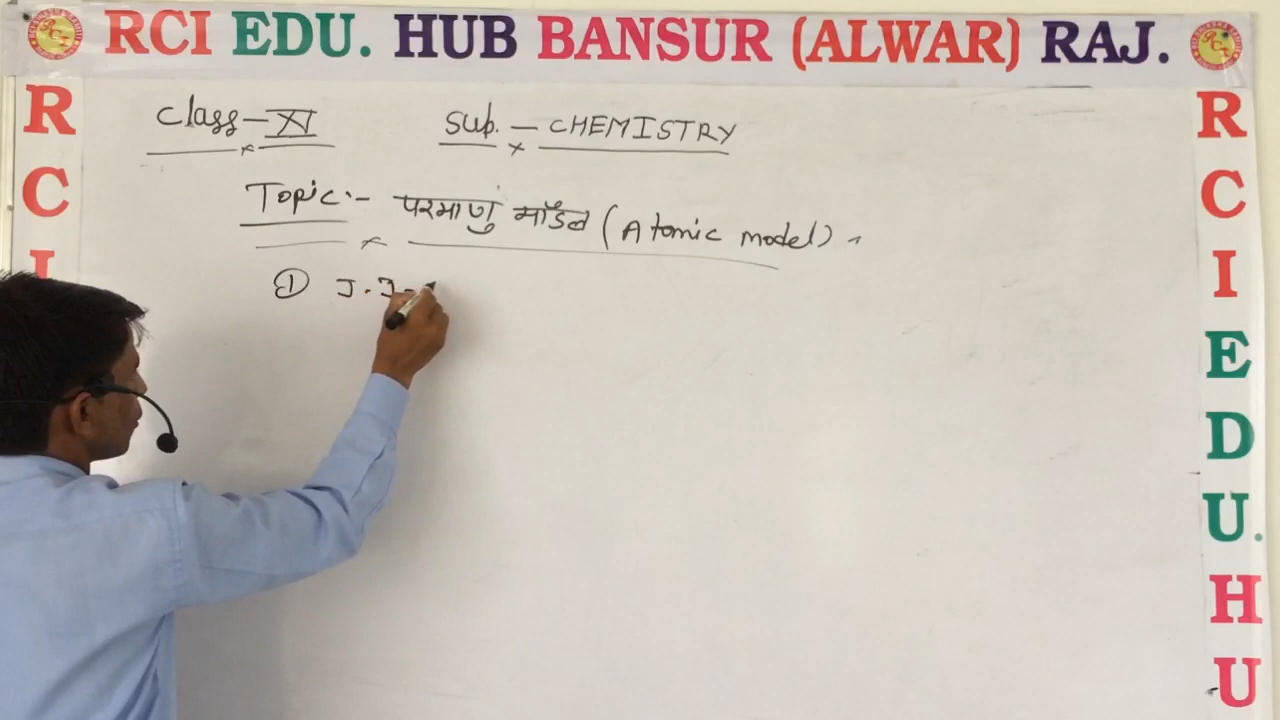 RCI EDU. HUB BANSUR (ALWAR) RAJ.
Class - XI Sub. - CHEMISTRY
Topic :- परमाणु मॉडल (Atomic model)
① J.J.
R
C
I
R
C
I
E
D
U.
H
U